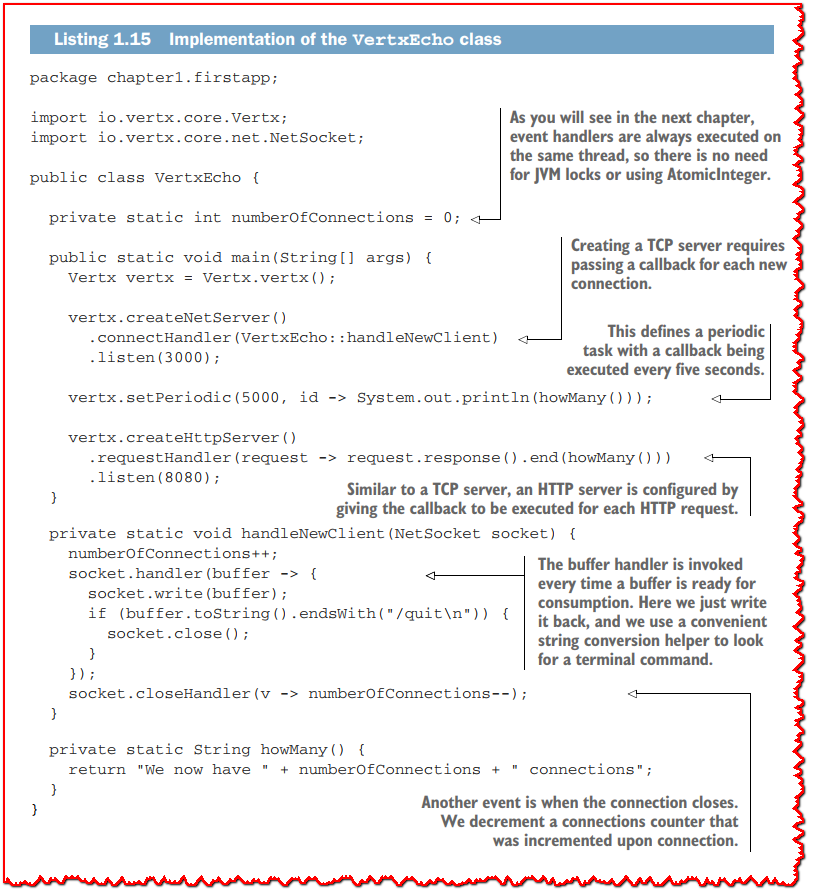 Listing 1.15 Implementation of the VertxEcho class
package chapter1.firstapp;
import io.vertx.core.Vertx;
import io.vertx.core.net.NetSocket;
As you will see in the next chapter,
event handlers are always executed on
the same thread, so there is no need
for JVM locks or using AtomicInteger.
public class VertxEcho {
private static int numberOfConnections = 0;
public static void main(String[] args) {
Vertx vertx = Vertx.vertx();
Creating a TCP server requires
passing a callback for each new
connection.
vertx.createNetServer()
.connectHandler(VertxEcho::handleNewClient)
.listen(3000);
This defines a periodic
task with a callback being
executed every five seconds.
vertx.setPeriodic(5000, id -> System.out.println(howMany()));
vertx.createHttpServer()
.requestHandler(request -> request.response().end(howMany()))
.listen(8080);
}
Similar to a TCP server, an HTTP server is configured by
giving the callback to be executed for each HTTP request.
private static void handleNewClient(NetSocket socket) {
numberOfConnections++;
socket.handler(buffer -> {
socket.write(buffer);
if (buffer.toString().endsWith("/quit\n")) {
socket.close();
}
});
The buffer handler is invoked
every time a buffer is ready for
consumption. Here we just write
it back, and we use a convenient
string conversion helper to look
for a terminal command.
socket.closeHandler(v -> numberOfConnections--);
}
private static String howMany() {
return "We now have " + numberOfConnections + " connections";
}
}
Another event is when the connection closes.
We decrement a connections counter that
was incremented upon connection.